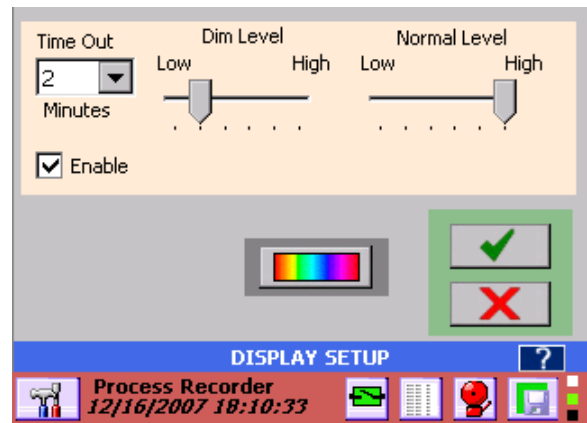 Time Out
Dim Level
Normal Level
Low
High
Low
High
2
Minutes
Enable
DISPLAY SETUP
?
Process Recorder
12/16/2007 18:10:33